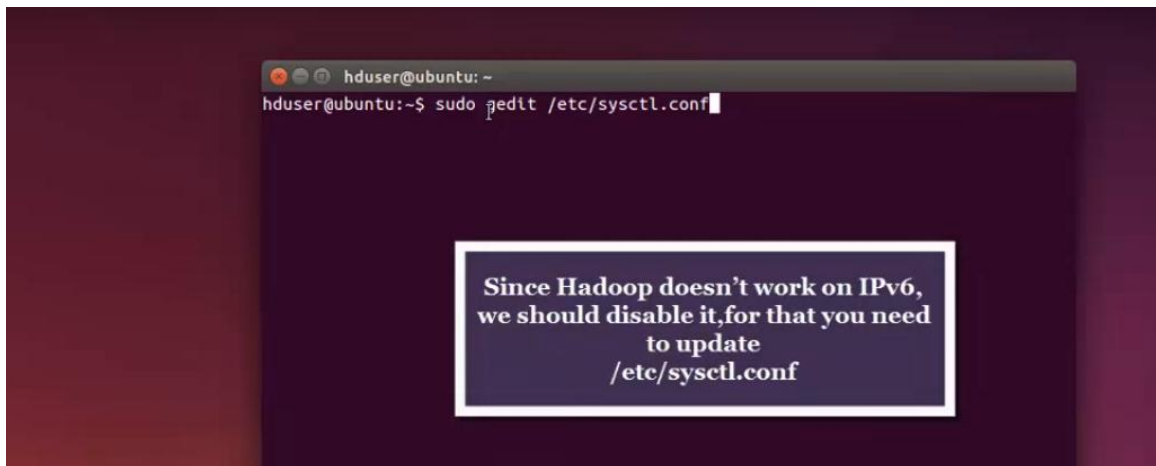 hduser@ubuntu: ~
hduser@ubuntu:~$ sudo gedit /etc/sysctl.conf
Since Hadoop doesn't work on IPv6,
we should disable it,for that you need
to update
/etc/sysctl.conf